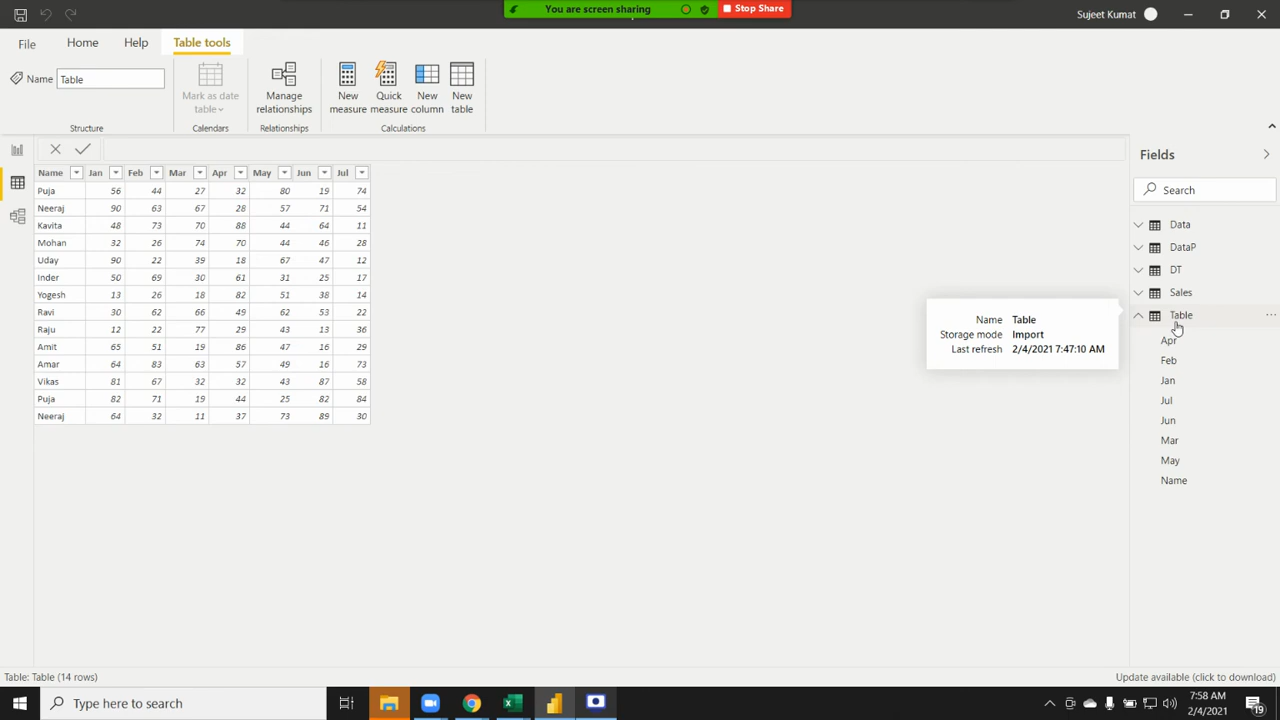 You are screen sharing
Stop Share
Sujeet Kumat
File
Home
Help
Table tools
Name
Table
Mark as date table
Manage relationships
New measure
Quick measure
New column
New table
Structure
Calendars
Relationships
Calculations
Name Jan Feb Mar Apr May Jun Jul
Puja 56 44 27 32 80 19 74
Neeraj 90 63 67 28 57 71 54
Kavita 48 73 70 88 44 64 11
Mohan 32 26 74 70 44 46 28
Uday 90 22 39 18 67 47 12
Inder 50 69 30 61 31 25 17
Yogesh 13 26 18 82 51 38 14
Ravi 30 62 66 49 62 53 22
Raju 12 22 77 29 43 13 36
Amit 65 51 19 86 47 16 29
Amar 64 83 63 57 49 16 73
Vikas 81 67 32 32 43 87 58
Puja 82 71 19 44 25 82 84
Neeraj 64 32 11 37 73 89 30
Name Table
Storage mode Import
Last refresh 2/4/2021 7:47:10 AM
Fields
Search
Data
DataP
DT
Sales
Table
Apr
Feb
Jan
Jul
Jun
Mar
May
Name
Table: Table (14 rows)
Update available (click to download)
Type here to search
7:58 AM
2/4/2021
19